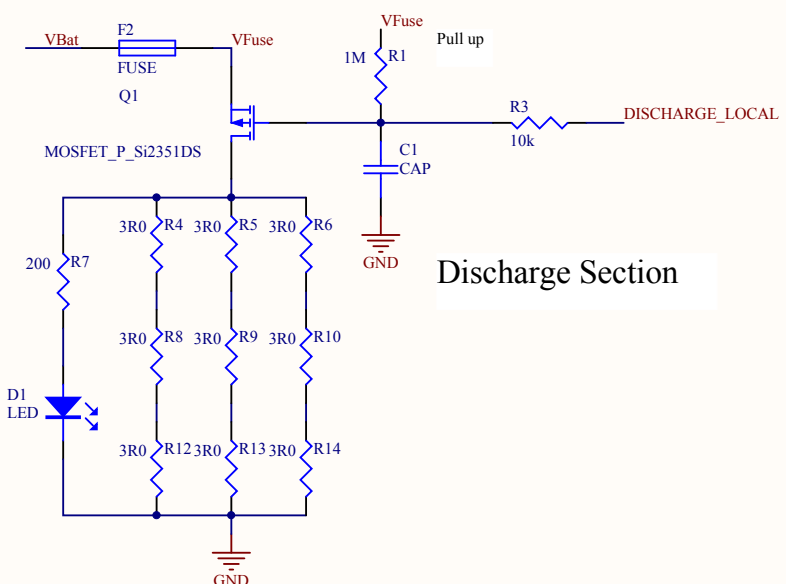 F2
VBat
VFuse
FUSE
Q1
MOSFET_P_Si2351DS
VFuse
1M R1
Pull up
R3
10k
DISCHARGE_LOCAL
C1
CAP
GND
Discharge Section
200 R7
3R0 R4 3R0 R5 3R0 R6
3R0 R8 3R0 R9 3R0 R10
D1
LED
3R0 R12 3R0 R13 3R0 R14
GND